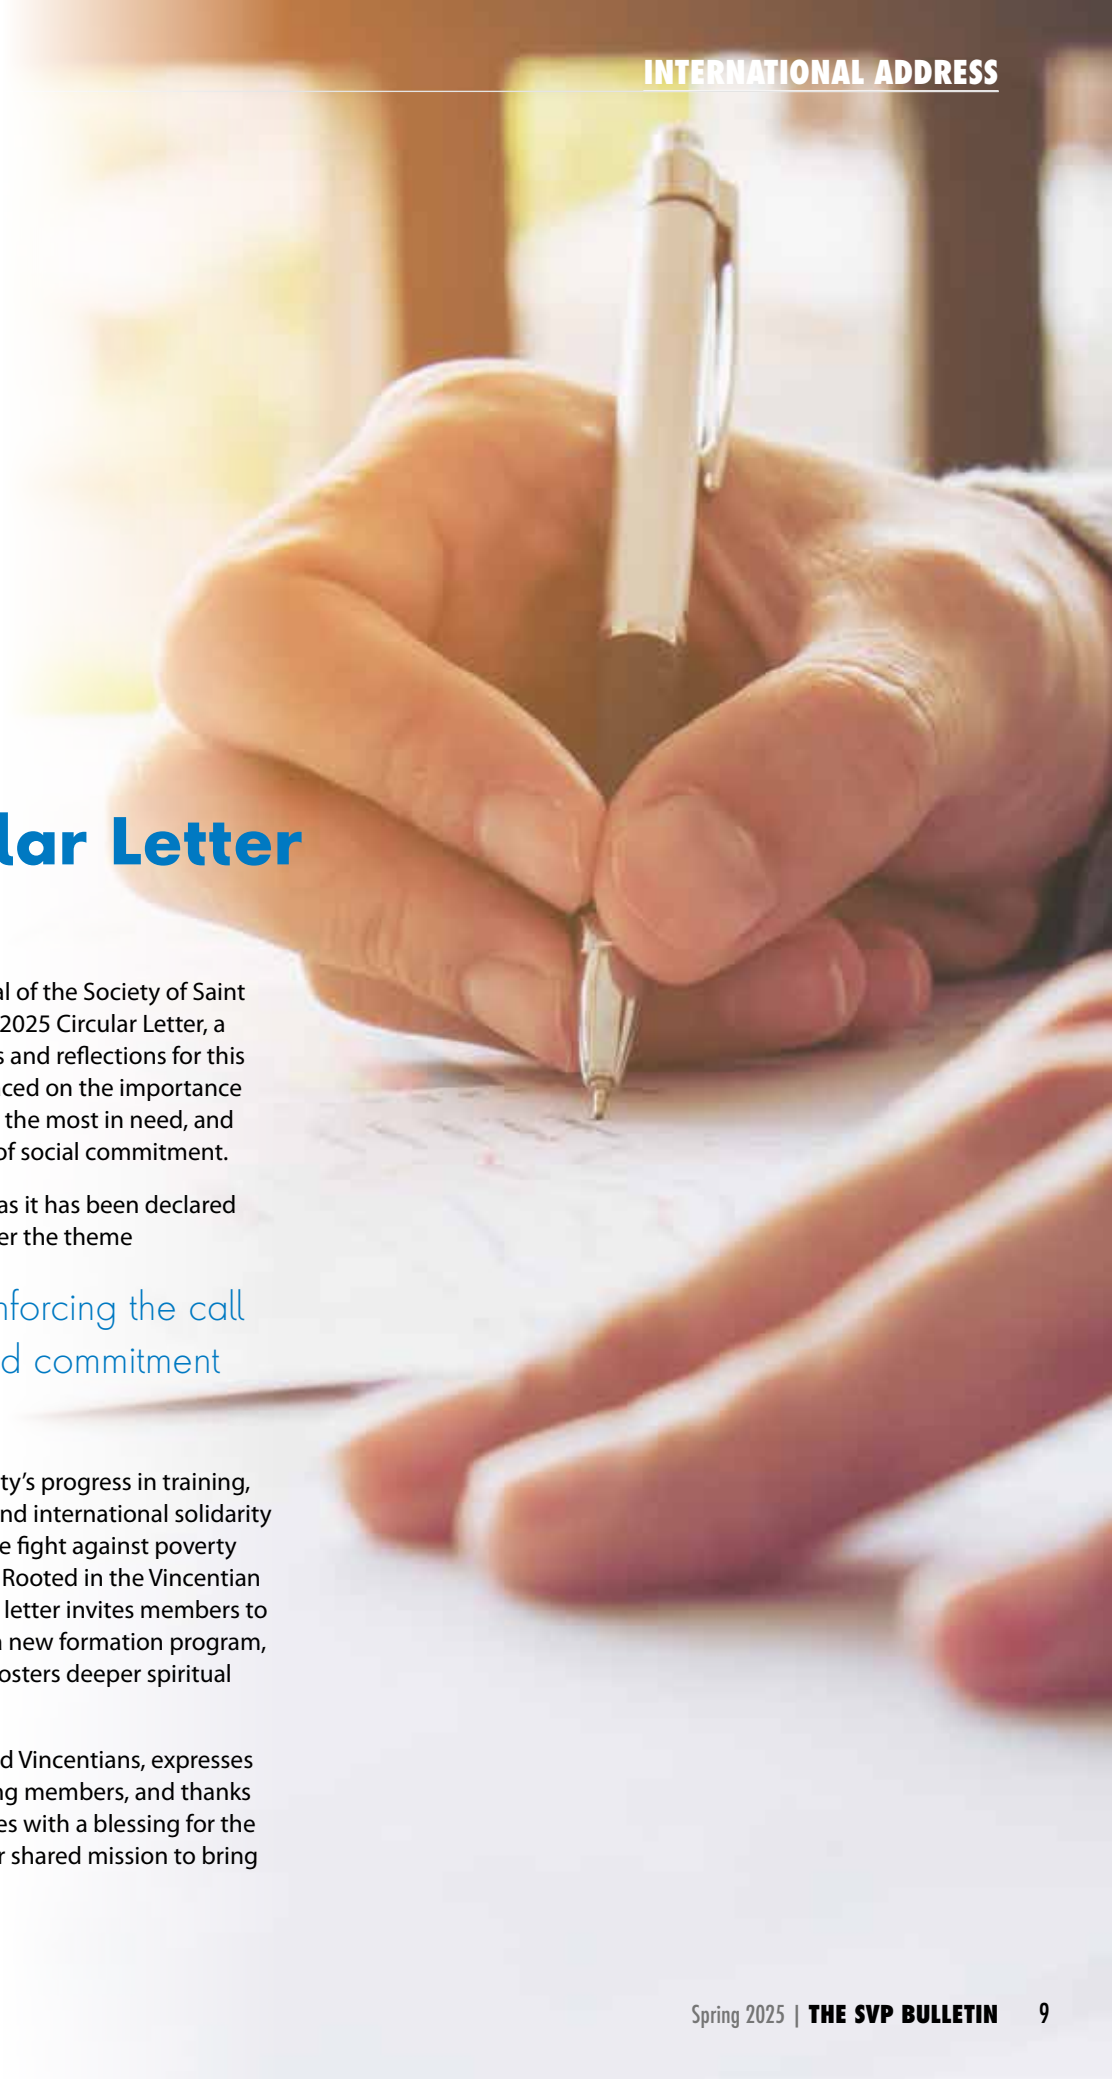 INTERNATIONAL ADDRESS
lar Letter
al of the Society of Saint
2025 Circular Letter, a
s and reflections for this
ced on the importance
the most in need, and
of social commitment.
as it has been declared
er the theme
nforcing the call
d commitment
ty’s progress in training,
nd international solidarity
e fight against poverty
Rooted in the Vincentian
letter invites members to
new formation program,
osters deeper spiritual
d Vincentians, expresses
ng members, and thanks
es with a blessing for the
r shared mission to bring
Spring 2025 | THE SVP BULLETIN 9